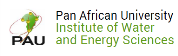 PAU
Pan African University
Institute of Water
and Energy Sciences